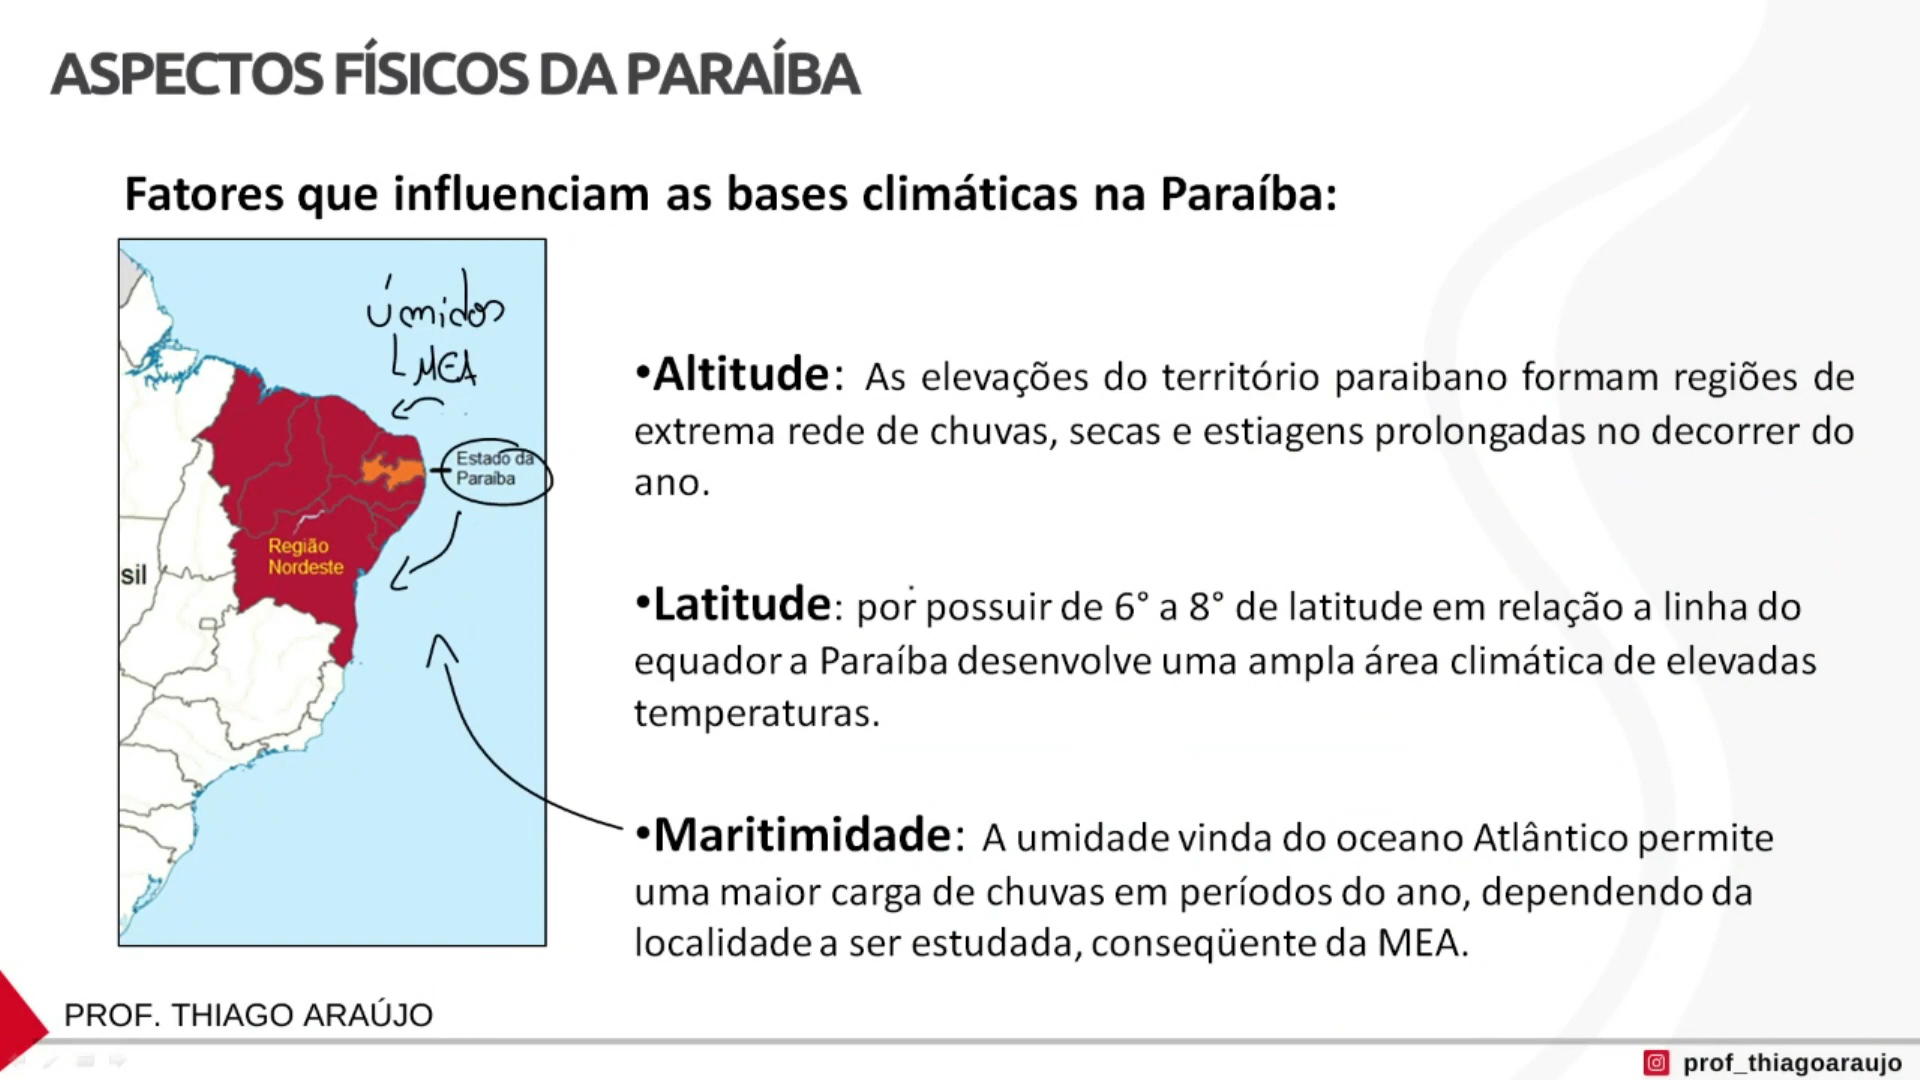 ASPECTOS FÍSICOS DA PARAÍBA
Fatores que influenciam as bases climáticas na Paraíba:
úmidos
MEA
Estado da
Paraíba
Região
Nordeste
sil
•Altitude: As elevações do território paraibano formam regiões de
extrema rede de chuvas, secas e estiagens prolongadas no decorrer do
ano.
•Latitude: por possuir de 6° a 8° de latitude em relação a linha do
equador a Paraíba desenvolve uma ampla área climática de elevadas
temperaturas.
•Maritimidade: A umidade vinda do oceano Atlântico permite
uma maior carga de chuvas em períodos do ano, dependendo da
localidade a ser estudada, conseqüente da MEA.
PROF. THIAGO ARAÚJO
prof_thiagoaraujo